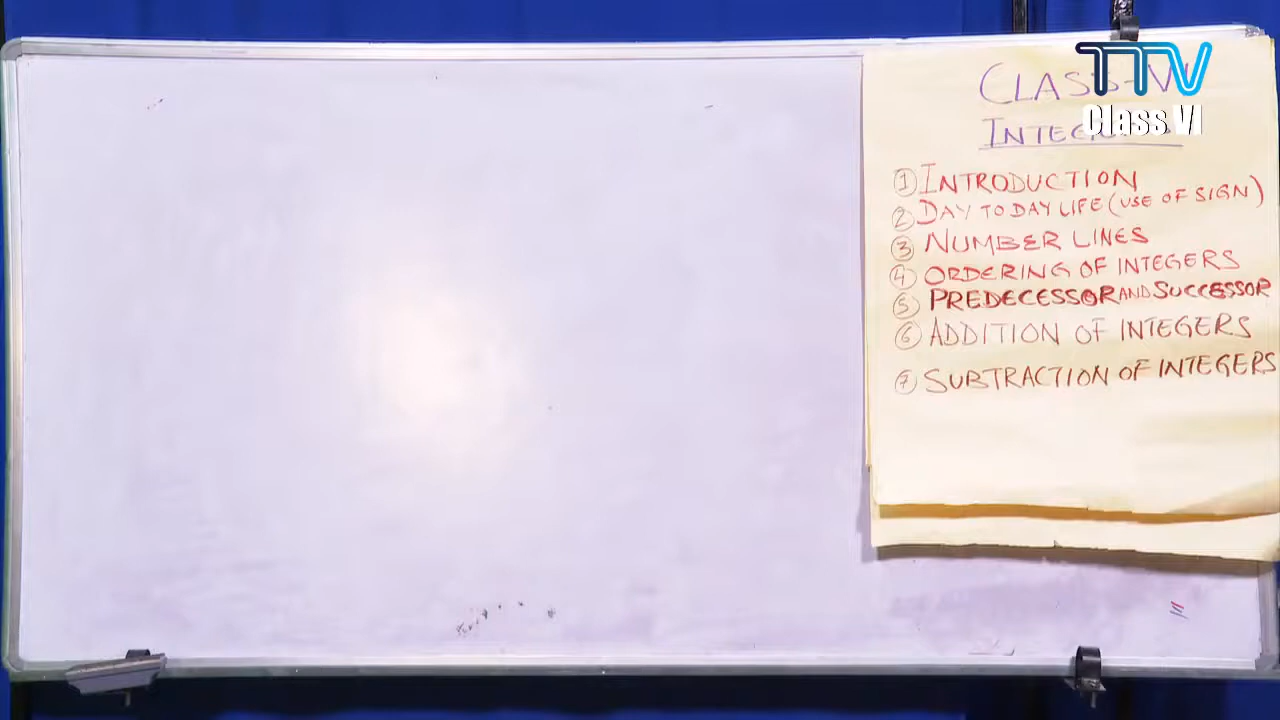 TTV
Class VI
CLASS-VI
① INTRODUCTION
② DAY TO DAY LIFE (USE OF SIGN)
③ NUMBER LINES
④ ORDERING OF INTEGERS
⑤ PREDECESSOR AND SUCCESSOR
⑥ ADDITION OF INTEGERS
⑦ SUBTRACTION OF INTEGERS